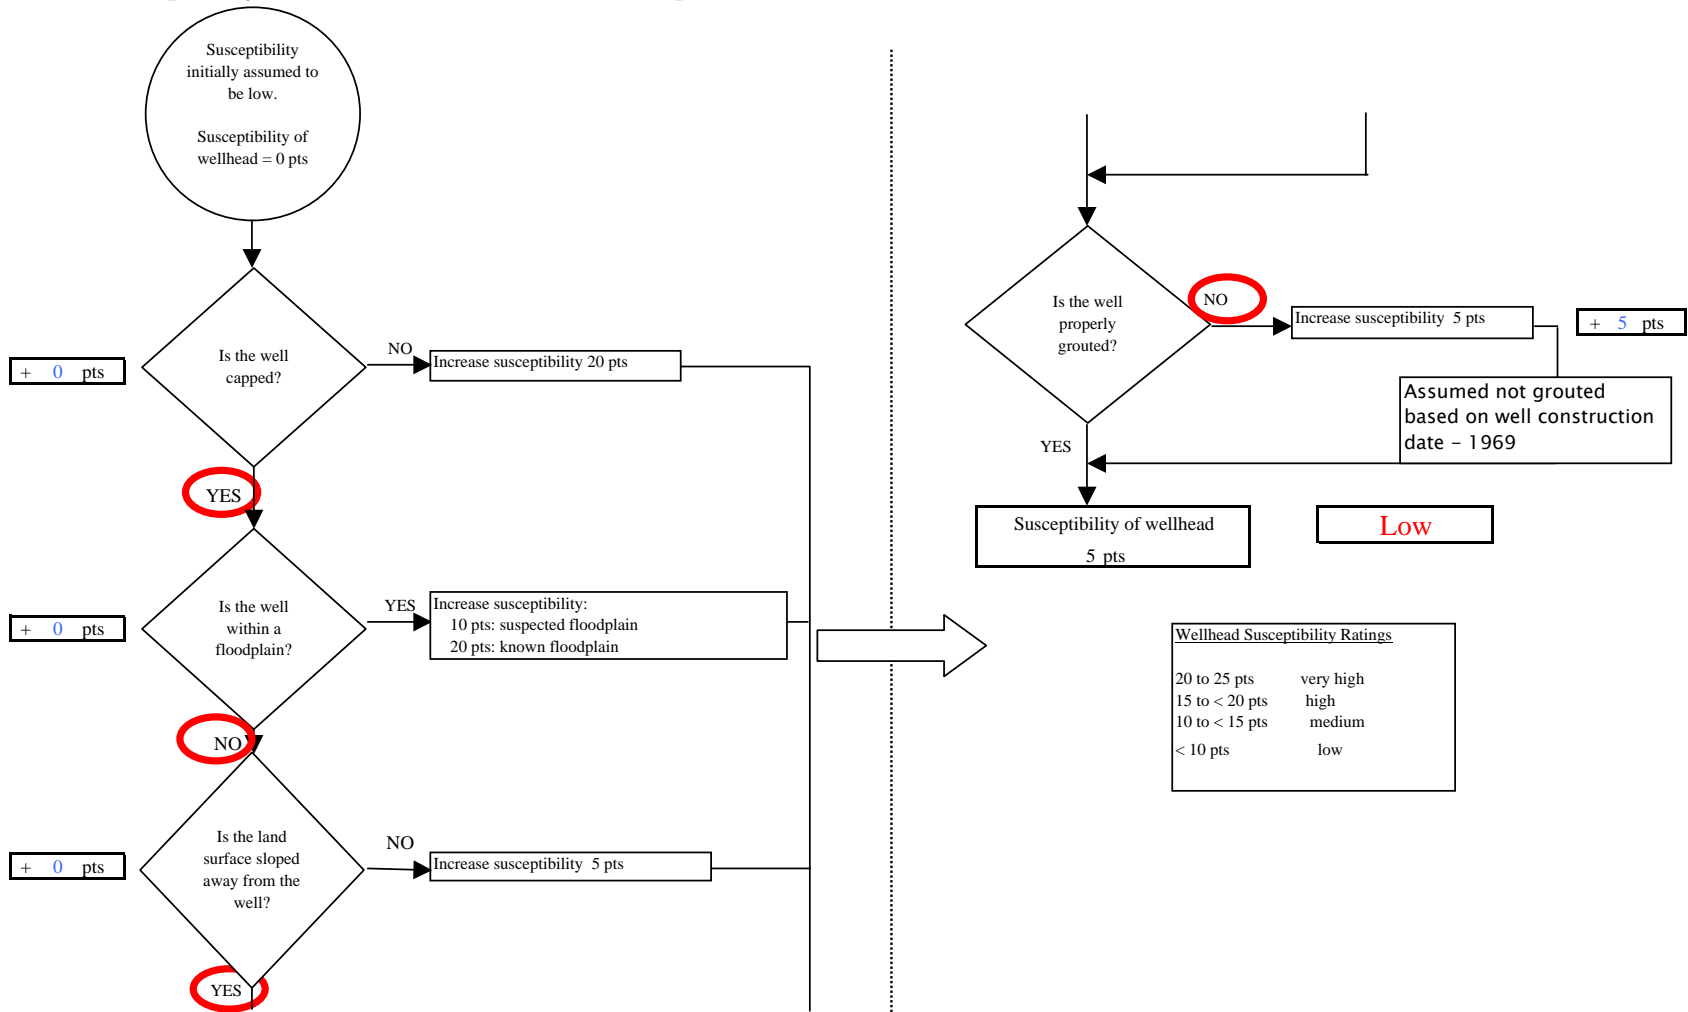 Susceptibility
initially assumed to
be low.
Susceptibility of
wellhead = 0 pts
Is the well
capped?
NO
Increase susceptibility 20 pts
+ 0 pts
YES
Is the well
within a
floodplain?
YES
Increase susceptibility:
10 pts: suspected floodplain
20 pts: known floodplain
+ 0 pts
NO
Is the land
surface sloped
away from the
well?
NO
Increase susceptibility 5 pts
+ 0 pts
YES
Is the well
properly
grouted?
NO
Increase susceptibility 5 pts
+ 5 pts
Assumed not grouted
based on well construction
date – 1969
YES
Susceptibility of wellhead
5 pts
Low
Wellhead Susceptibility Ratings
20 to 25 pts very high
15 to < 20 pts high
10 to < 15 pts medium
< 10 pts low